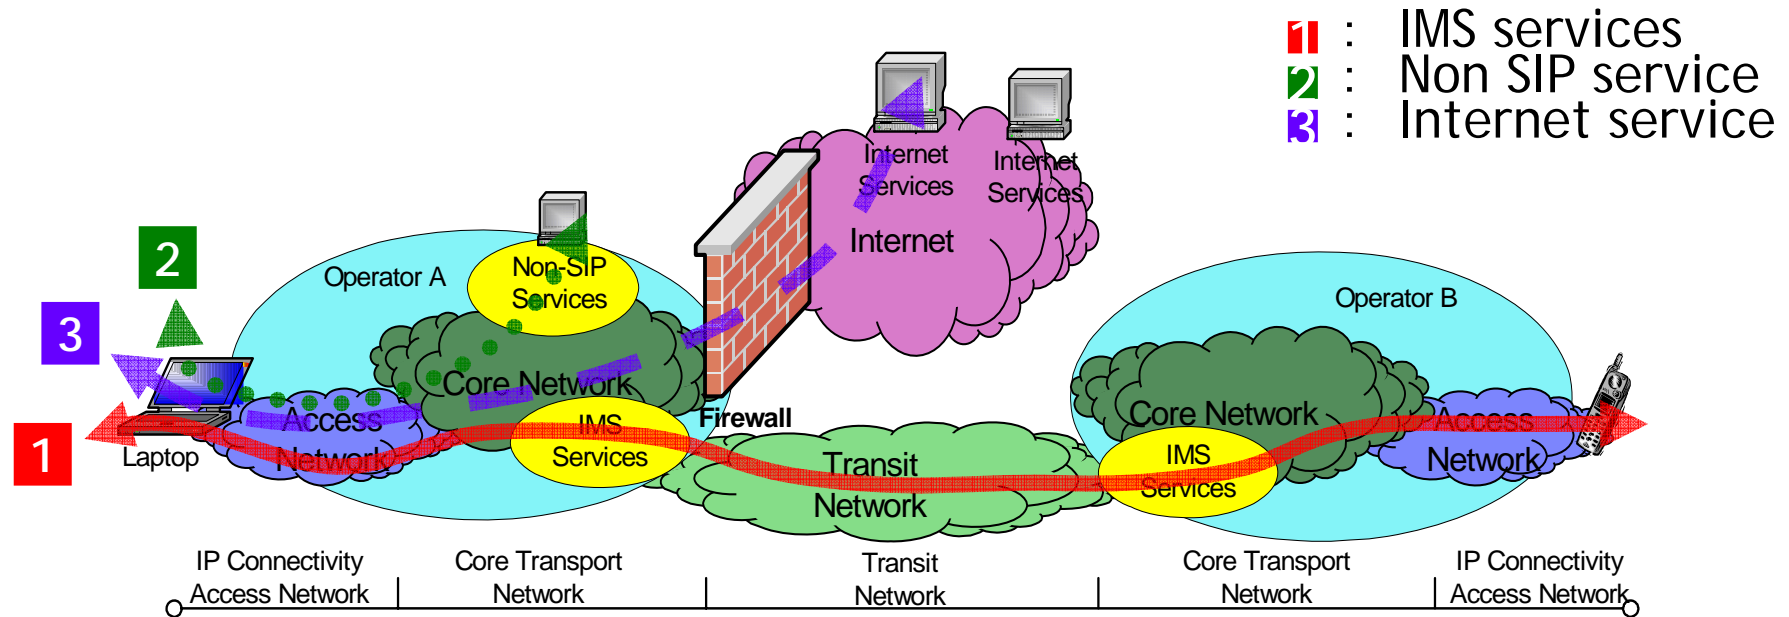 1 : IMS services
2 : Non SIP service
3 : Internet service
Internet
Services
Internet
Services
Internet
2
Non-SIP
Services
Operator A
Operator B
3
Core Network
Access
Network
Firewall
Core Network
Access
Network
1
Laptop
IMS
Services
Transit
Network
IMS
Services
IP Connectivity
Access Network
Core Transport
Network
Transit
Network
Core Transport
Network
IP Connectivity
Access Network